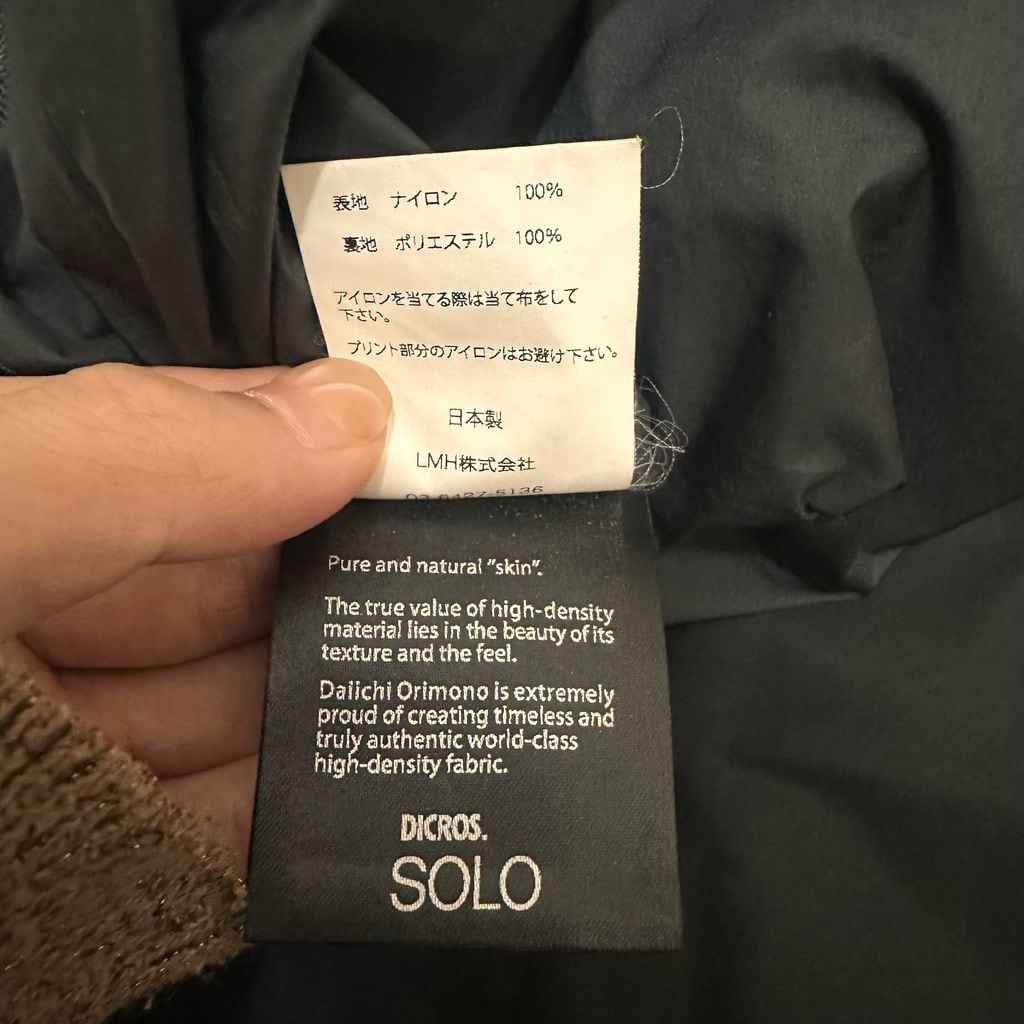 表地 ナイロン 100%
裏地 ポリエステル 100%
アイロンを当てる際は当て布をして
下さい。
プリント部分のアイロンはお避け下さい。
日本製
LMH株式会社
03-6427-6136
Pure and natural "skin".
The true value of high-density
material lies in the beauty of its
texture and the feel.
Daiichi Orimono is extremely
proud of creating timeless and
truly authentic world-class
high-density fabric.
DICROS.
SOLO